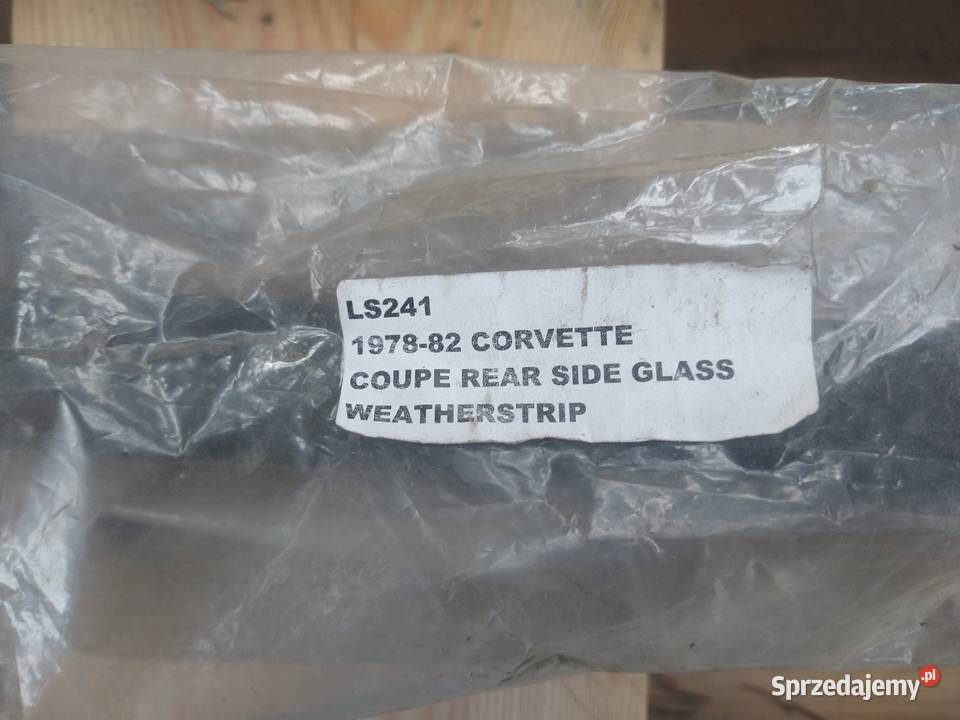 LS241
1978-82 CORVETTE
COUPE REAR SIDE GLASS
WEATHERSTRIP
Sprzedajemy.pl